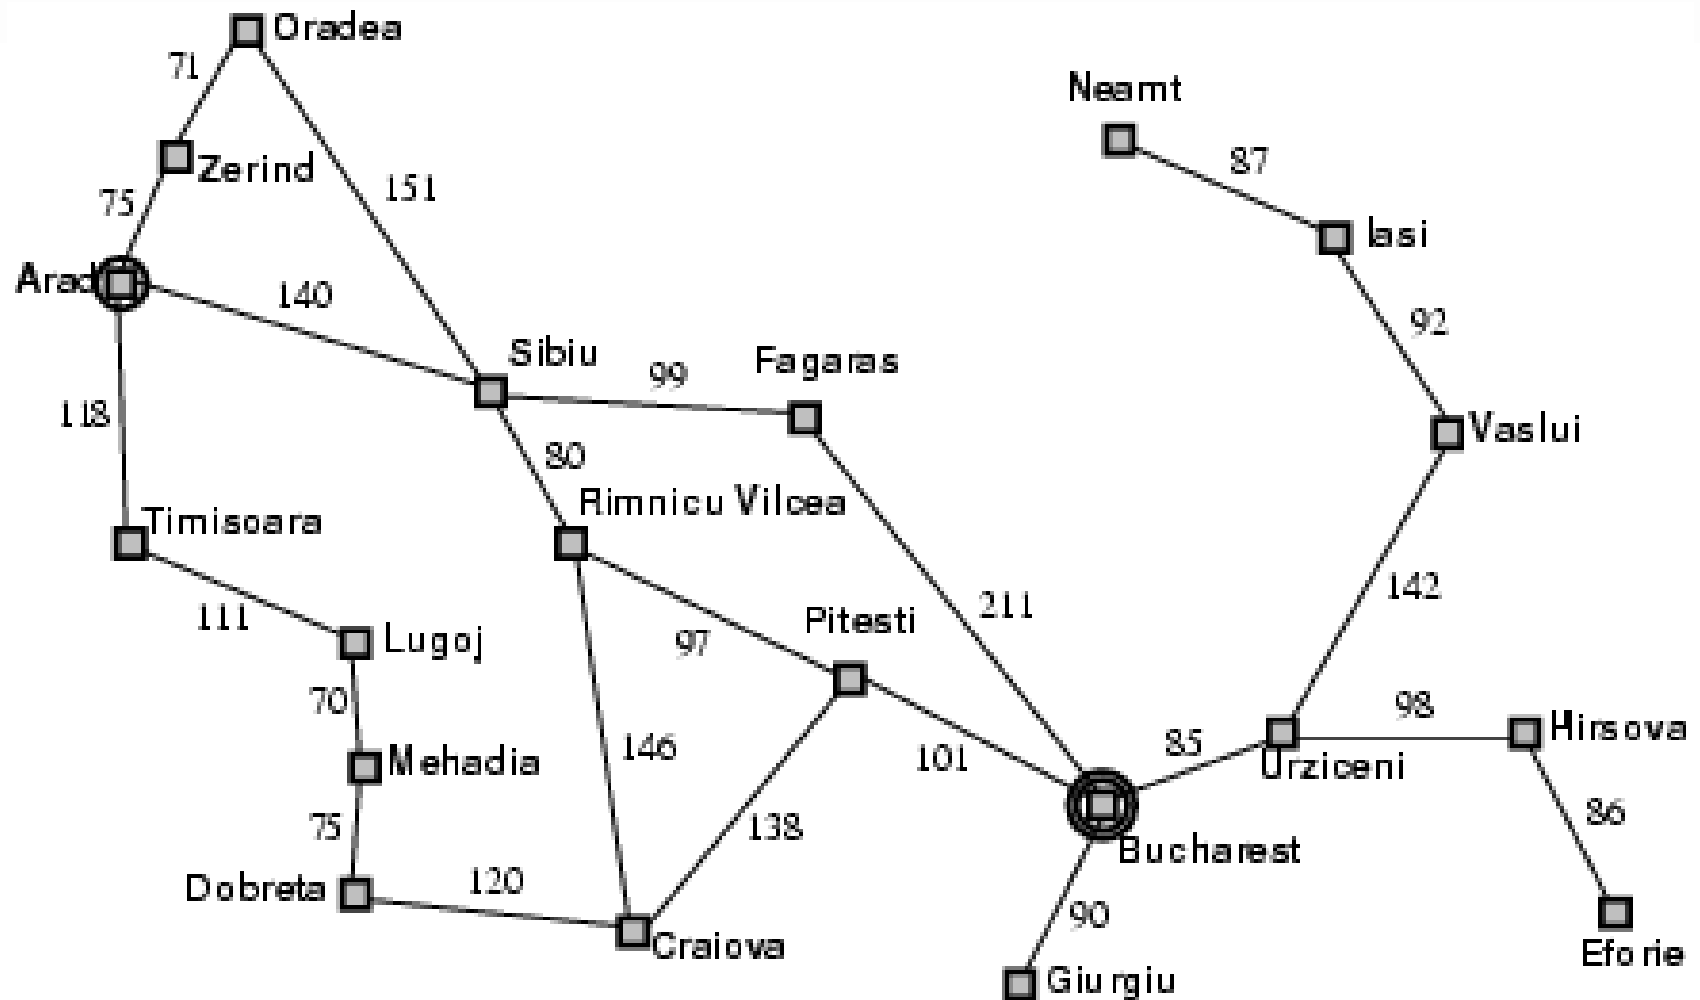 Oradea
71
Neamt
87
Zerind
151
75
Iasi
Arad
140
92
Sibiu
99
Fagaras
118
Vaslui
80
Rimnicu Vilcea
Timisoara
142
211
111
Pitesti
Lugoj
97
70
98
Hirsova
146
85
Mehadia
101
Urziceni
86
75
138
Bucharest
Dobreta
120
90
Craiova
Eforie
Giurgiu